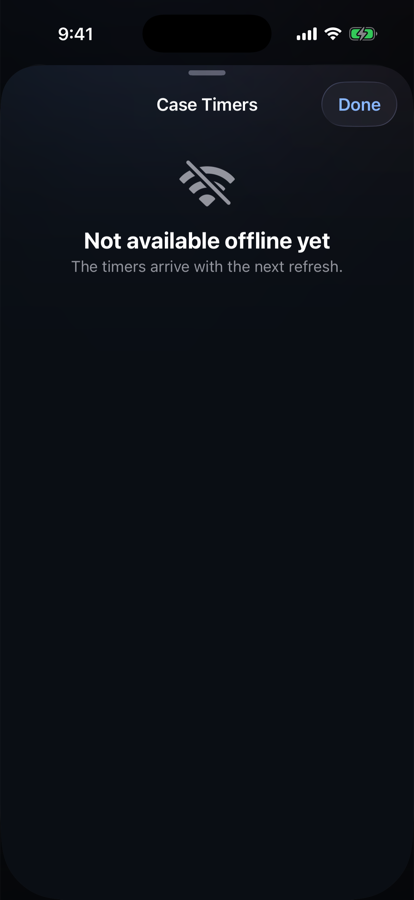 9:41
Case Timers
Done
Not available offline yet
The timers arrive with the next refresh.